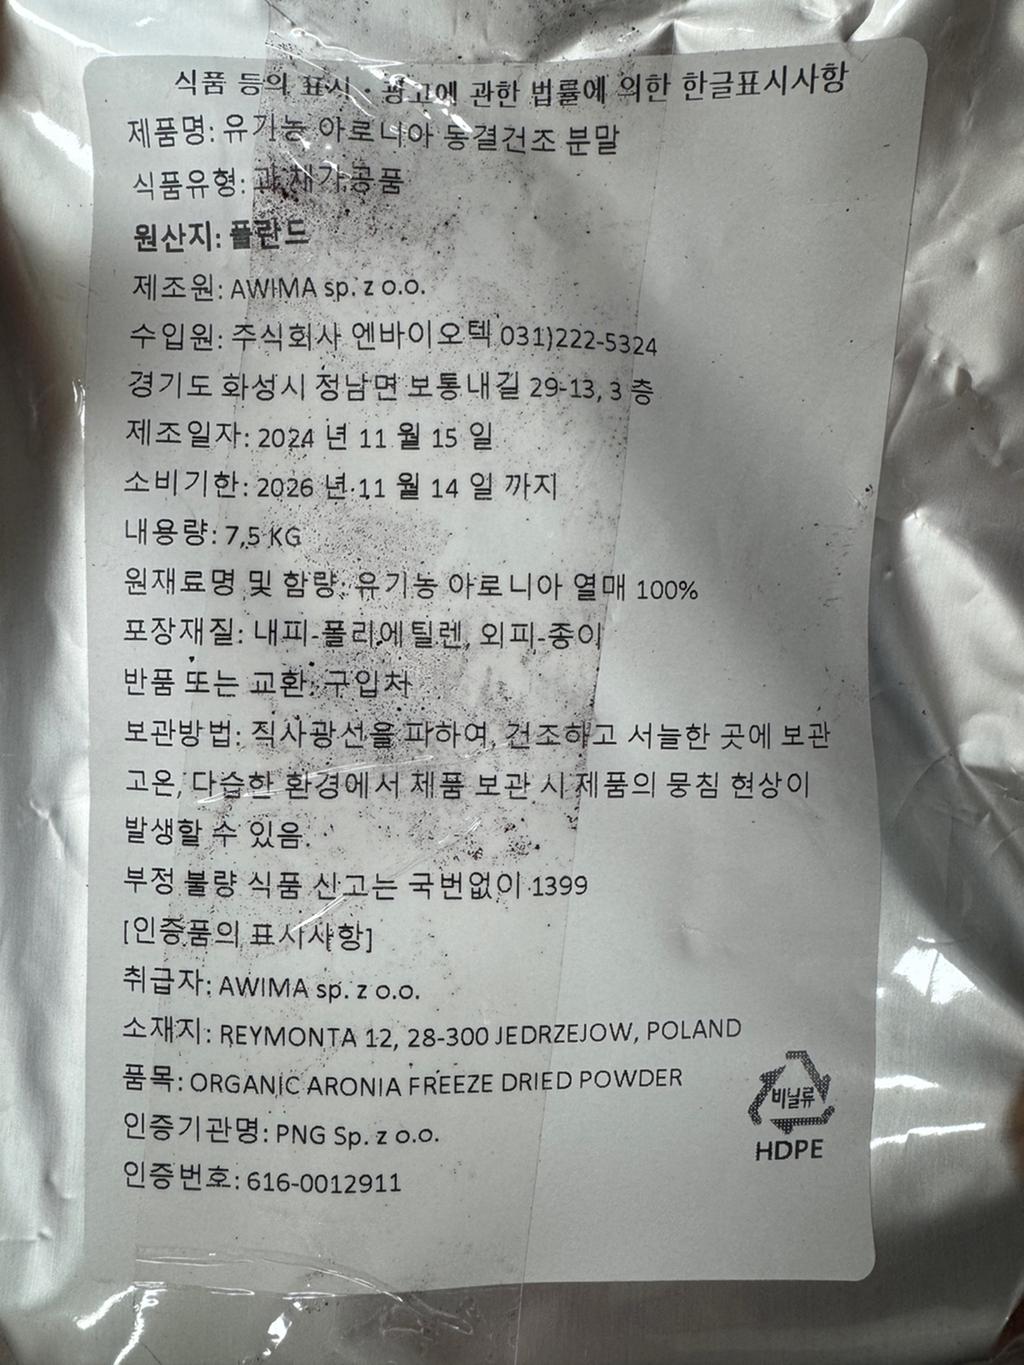 식품 등의 표시 · 광고에 관한 법률에 의한 한글표시사항
제품명: 유기농 아로니아 동결건조 분말
식품유형: 과.채가공품
원산지: 폴란드
제조원: AWIMA sp. z o.o.
수입원: 주식회사 엔바이오텍 031)222-5324
경기도 화성시 정남면 보통내길 29-13, 3 층
제조일자: 2024 년 11 월 15 일
소비기한: 2026 년 11 월 14 일 까지
내용량: 7,5 KG
원재료명 및 함량: 유기농 아로니아 열매 100%
포장재질: 내피-폴리에틸렌, 외피-종이
반품 또는 교환: 구입처
보관방법: 직사광선을 피하여, 건조하고 서늘한 곳에 보관
고온, 다습한 환경에서 제품 보관 시 제품의 뭉침 현상이
발생할 수 있음.
부정 불량 식품 신고는 국번없이 1399
[인증품의 표시사항]
취급자: AWIMA sp. z o.o.
소재지: REYMONTA 12, 28-300 JEDRZEJOW, POLAND
품목: ORGANIC ARONIA FREEZE DRIED POWDER
인증기관명: PNG Sp. z o.o.
인증번호: 616-0012911
비닐류
HDPE